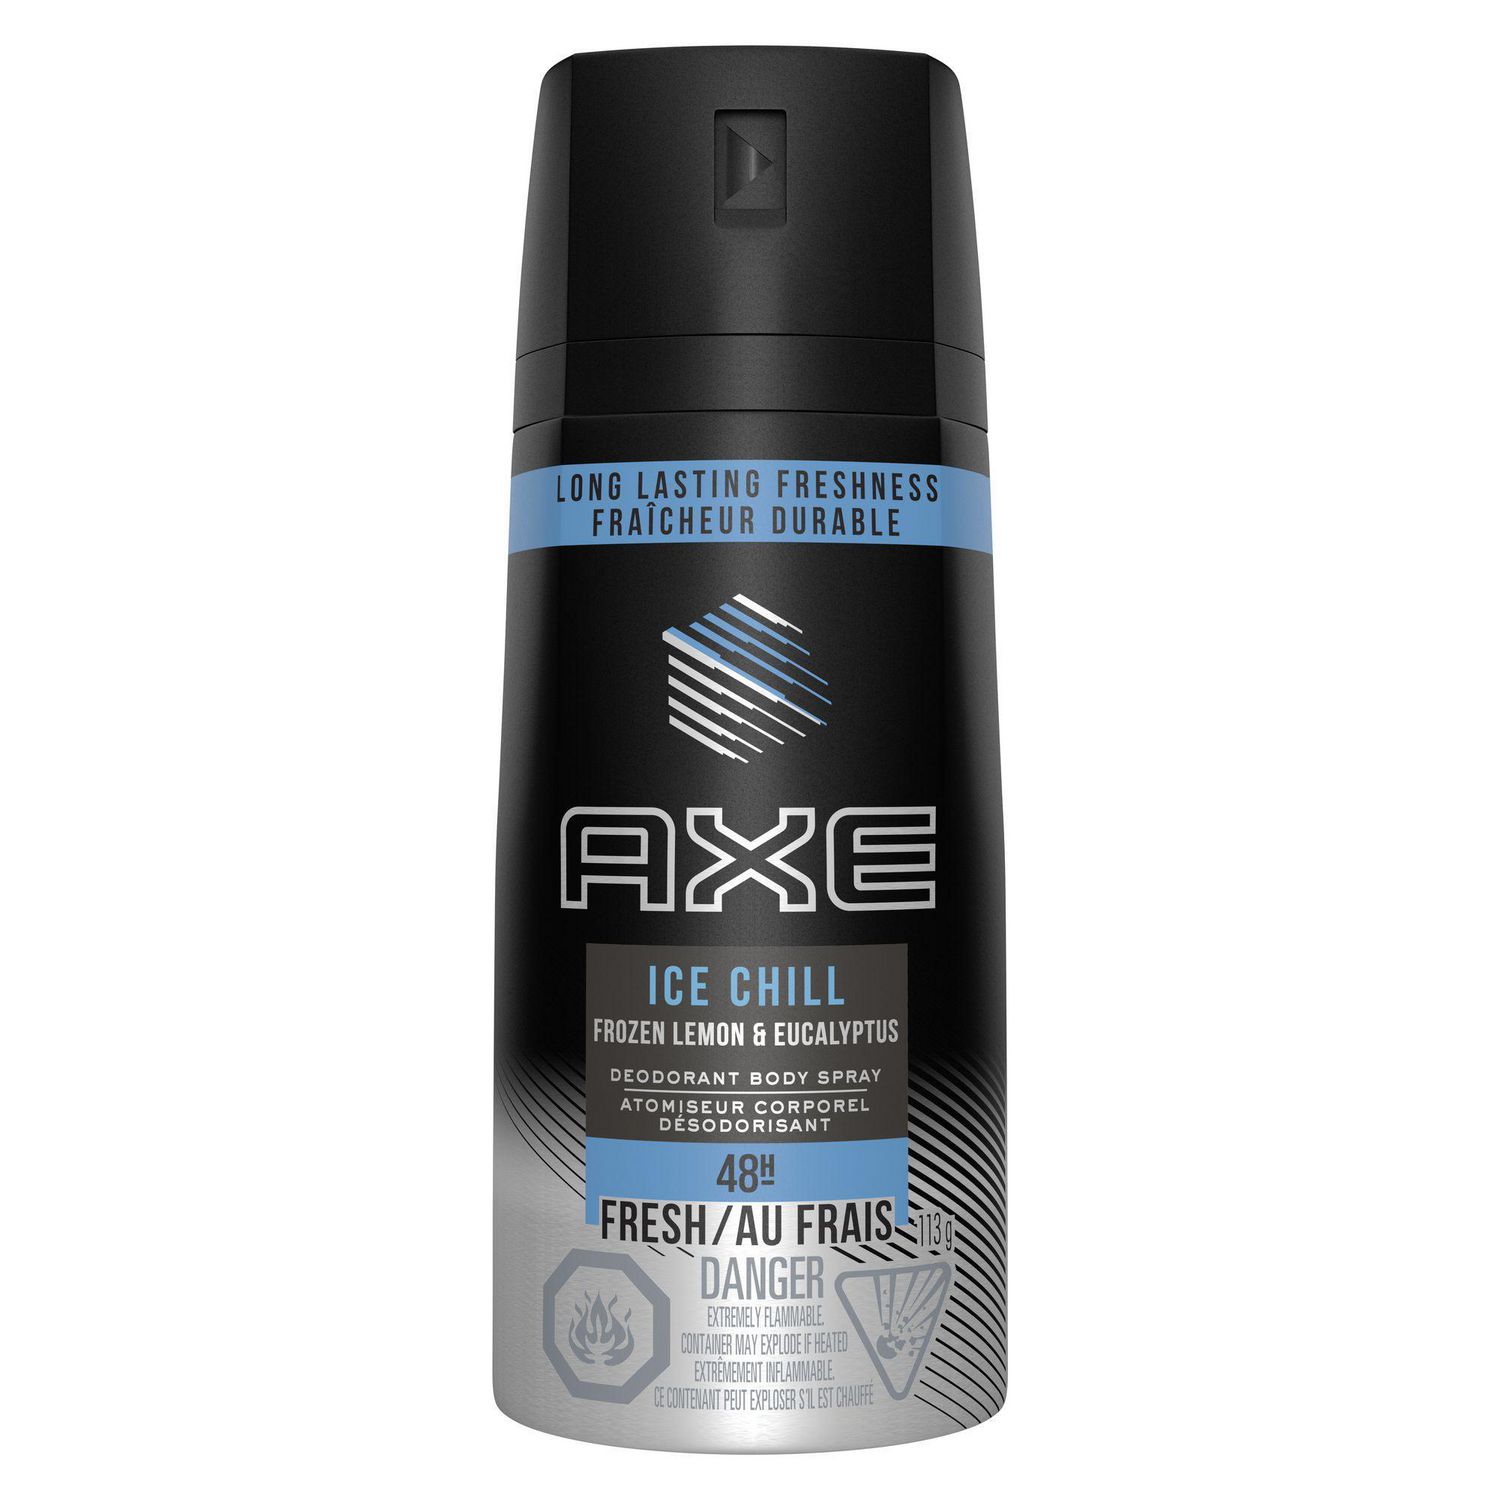 LONG LASTING FRESHNESS
FRAÎCHEUR DURABLE
AXE
ICE CHILL
FROZEN LEMON & EUCALYPTUS
DEODORANT BODY SPRAY
ATOMISEUR CORPOREL
DÉSODORISANT
48H
FRESH/AU FRAIS
113 g
DANGER
EXTREMELY FLAMMABLE.
CONTAINER MAY EXPLODE IF HEATED
EXTRÊMEMENT INFLAMMABLE.
CE CONTENANT PEUT EXPLOSER S'IL EST CHAUFFÉ